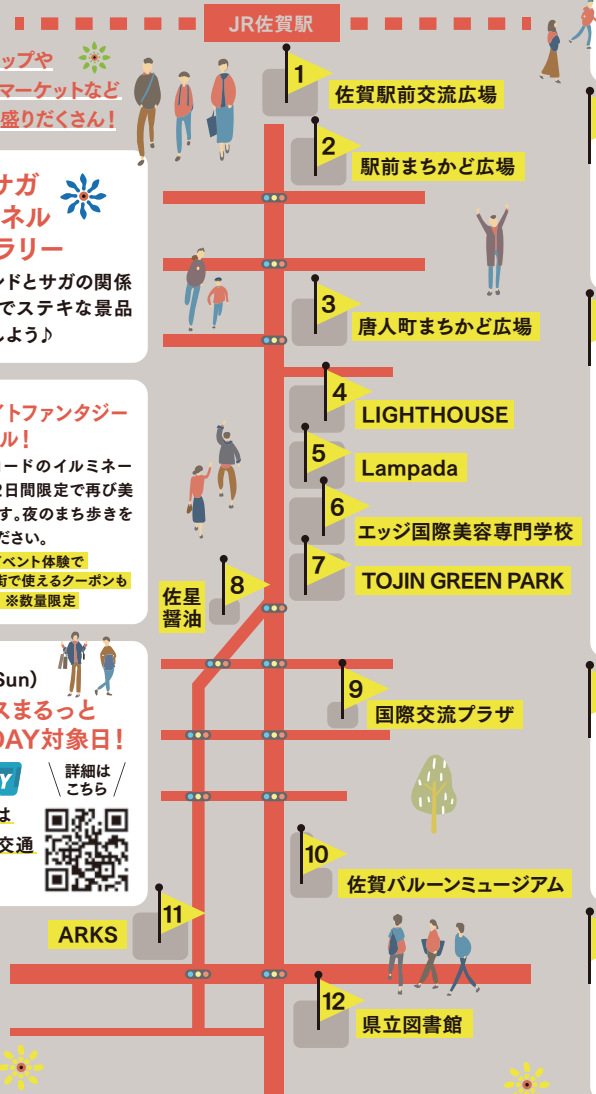 JR佐賀駅
ップや
マーケットなど
盛りだくさん！
サガ
ネル
ラリー
ンドとサガの関係
でステキな景品
しよう♪
イトファンタジー
ル！
ロードのイルミネー
2日間限定で再び美
す。夜のまち歩きを
ださい。
イベント体験で
街で使えるクーポンも
※数量限定
Sun）
スまるっと
DAY対象日！
Y
詳細は
こちら
は
交通
1
佐賀駅前交流広場
2
駅前まちかど広場
3
唐人町まちかど広場
4
LIGHTHOUSE
5
Lampada
6
エッジ国際美容専門学校
7
TOJIN GREEN PARK
8
佐星
醤油
9
国際交流プラザ
10
佐賀バルーンミュージアム
11
ARKS
12
県立図書館